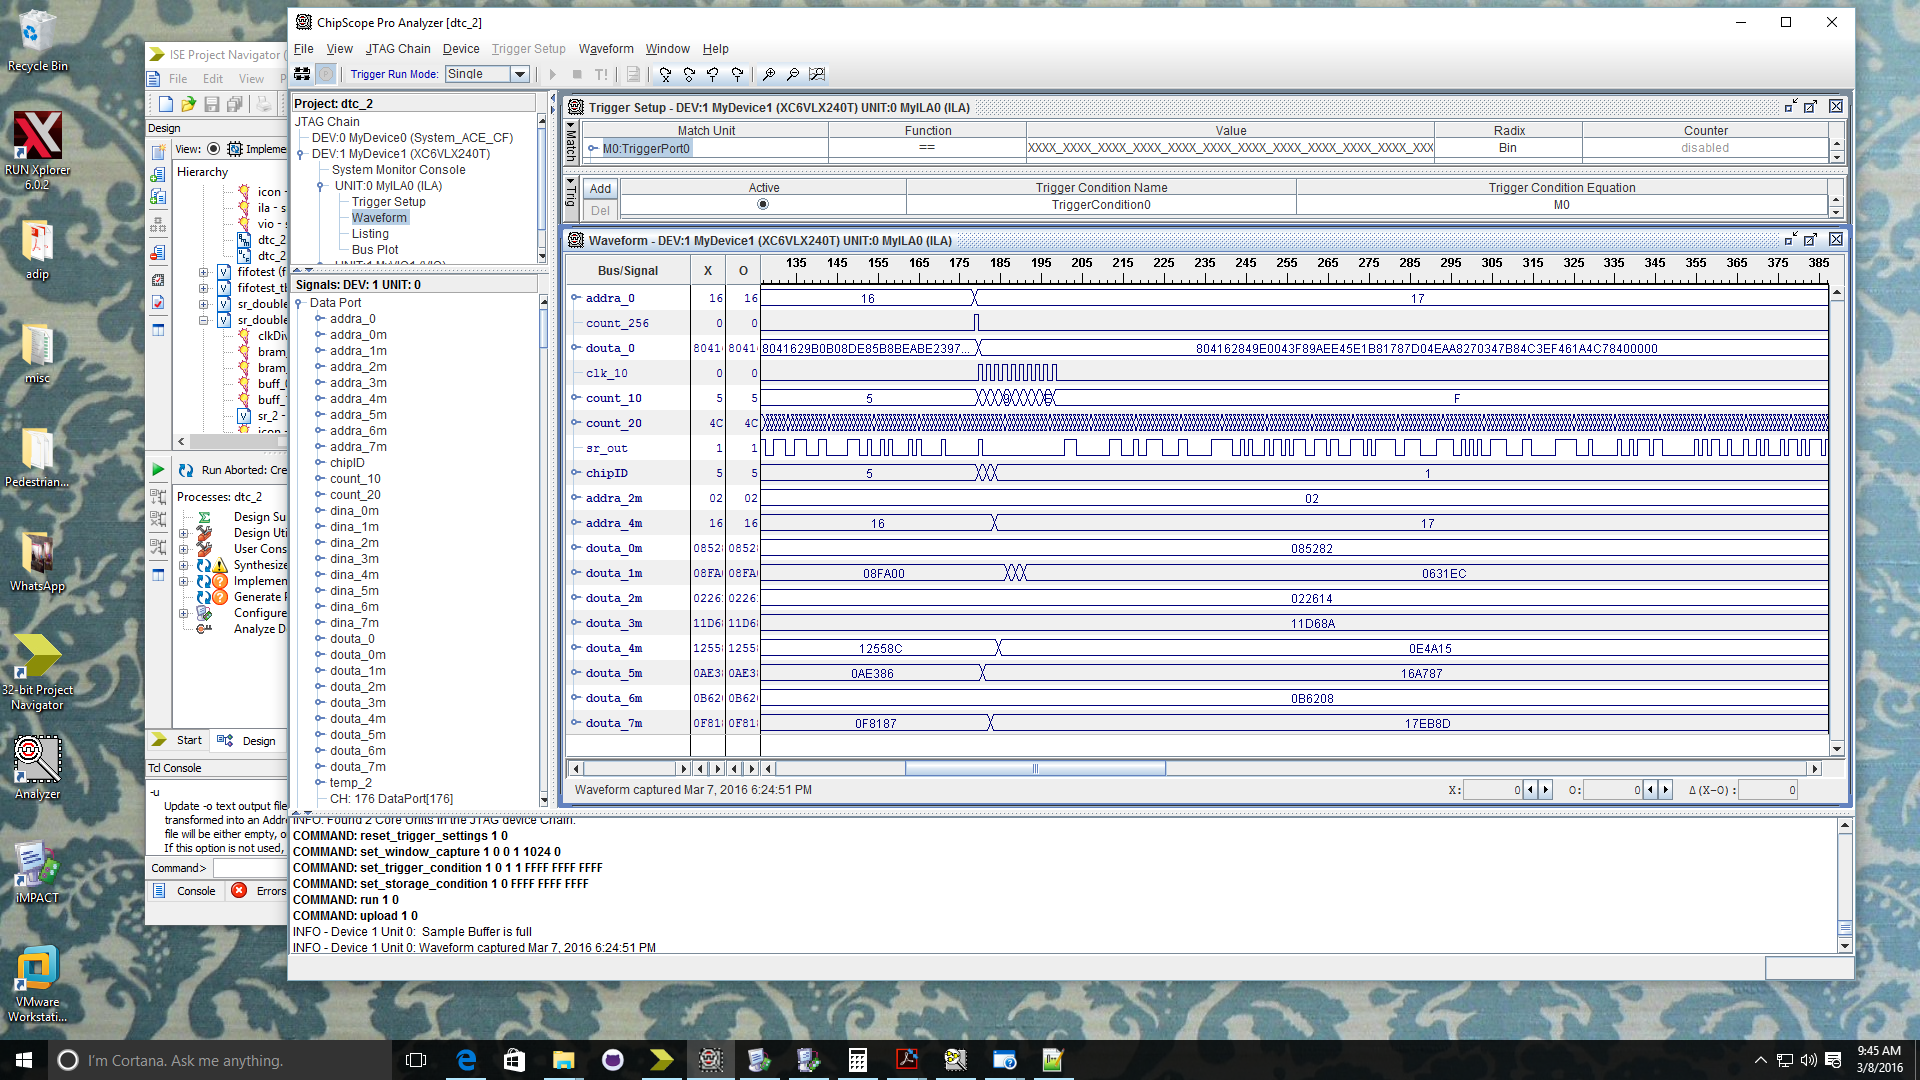 Recycle Bin
RUN Xplorer
6.0.2
adip
misc
Pedestrian...
WhatsApp
32-bit Project
Navigator
Analyzer
iMPACT
VMware
Workstati...
ISE Project Navigator (
File Edit View P
Design
View: Impleme
Hierarchy
icon -
ila - s
vio - s
dtc_2
dtc_2
fifotest (f
fifotest_tb
sr_double
sr_double
clkDiv
bram_
bram_
buff_
buff_
sr_2 -
icon -
Run Aborted: Cre
Processes: dtc_2
Design Su
Design Uti
User Cons
Synthesize
Implemen
Generate P
Configure
Analyze D
Start Design
Tcl Console
-u
Update -o text output file
transformed into an Addre
file will be either empty, o
If this option is not used,
Command>
Console Errors
ChipScope Pro Analyzer [dtc_2]
File View JTAG Chain Device Trigger Setup Waveform Window Help
Trigger Run Mode: Single T!
Project: dtc_2
JTAG Chain
DEV:0 MyDevice0 (System_ACE_CF)
DEV:1 MyDevice1 (XC6VLX240T)
System Monitor Console
UNIT:0 MyILA0 (ILA)
Trigger Setup
Waveform
Listing
Bus Plot
UNIT:1 MyVIO1 (VIO)
Signals: DEV: 1 UNIT: 0
Data Port
addra_0
addra_0m
addra_1m
addra_2m
addra_3m
addra_4m
addra_5m
addra_6m
addra_7m
chipID
count_10
count_20
dina_0m
dina_1m
dina_2m
dina_3m
dina_4m
dina_5m
dina_6m
dina_7m
douta_0
douta_0m
douta_1m
douta_2m
douta_3m
douta_4m
douta_5m
douta_6m
douta_7m
temp_2
CH: 176 DataPort[176]
Trigger Setup - DEV:1 MyDevice1 (XC6VLX240T) UNIT:0 MyILA0 (ILA)
Match
Match Unit Function Value Radix Counter
M0:TriggerPort0 == XXXX_XXXX_XXXX_XXXX_XXXX_XXXX_XXXX_XXXX_XXXX_XXXX_XXXX_XXX Bin disabled
Trig
Add Active Trigger Condition Name Trigger Condition Equation
Del TriggerCondition0 M0
Waveform - DEV:1 MyDevice1 (XC6VLX240T) UNIT:0 MyILA0 (ILA)
Bus/Signal X O 135 145 155 165 175 185 195 205 215 225 235 245 255 265 275 285 295 305 315 325 335 345 355 365 375 385
addra_0 16 16 16 17
count_256 0 0
douta_0 8041 8041 8041629B0B08DE85B8BEABE2397... 804162849E0043F89AEE45E1B81787D04EAA8270347B84C3EF461A4C78400000
clk_10 0 0
count_10 5 5 5 F
count_20 4C 4C
sr_out 1 1
chipID 5 5 5 1
addra_2m 02 02 02
addra_4m 16 16 16 17
douta_0m 0852 0852 085282
douta_1m 08FA 08FA 08FA00 0631EC
douta_2m 0226 0226 022614
douta_3m 11D6 11D6 11D68A
douta_4m 1255 1255 12558C 0E4A15
douta_5m 0AE3 0AE3 0AE386 16A787
douta_6m 0B62 0B62 0B6208
douta_7m 0F81 0F81 0F8187 17EB8D
Waveform captured Mar 7, 2016 6:24:51 PM X: 0 O: 0 Δ(X-O): 0
INFO: Found 2 Core Units in the JTAG device Chain.
COMMAND: reset_trigger_settings 1 0
COMMAND: set_window_capture 1 0 0 1 1024 0
COMMAND: set_trigger_condition 1 0 1 1 FFFF FFFF FFFF
COMMAND: set_storage_condition 1 0 FFFF FFFF FFFF
COMMAND: run 1 0
COMMAND: upload 1 0
INFO - Device 1 Unit 0: Sample Buffer is full
INFO - Device 1 Unit 0: Waveform captured Mar 7, 2016 6:24:51 PM
I'm Cortana. Ask me anything.
9:45 AM
3/8/2016